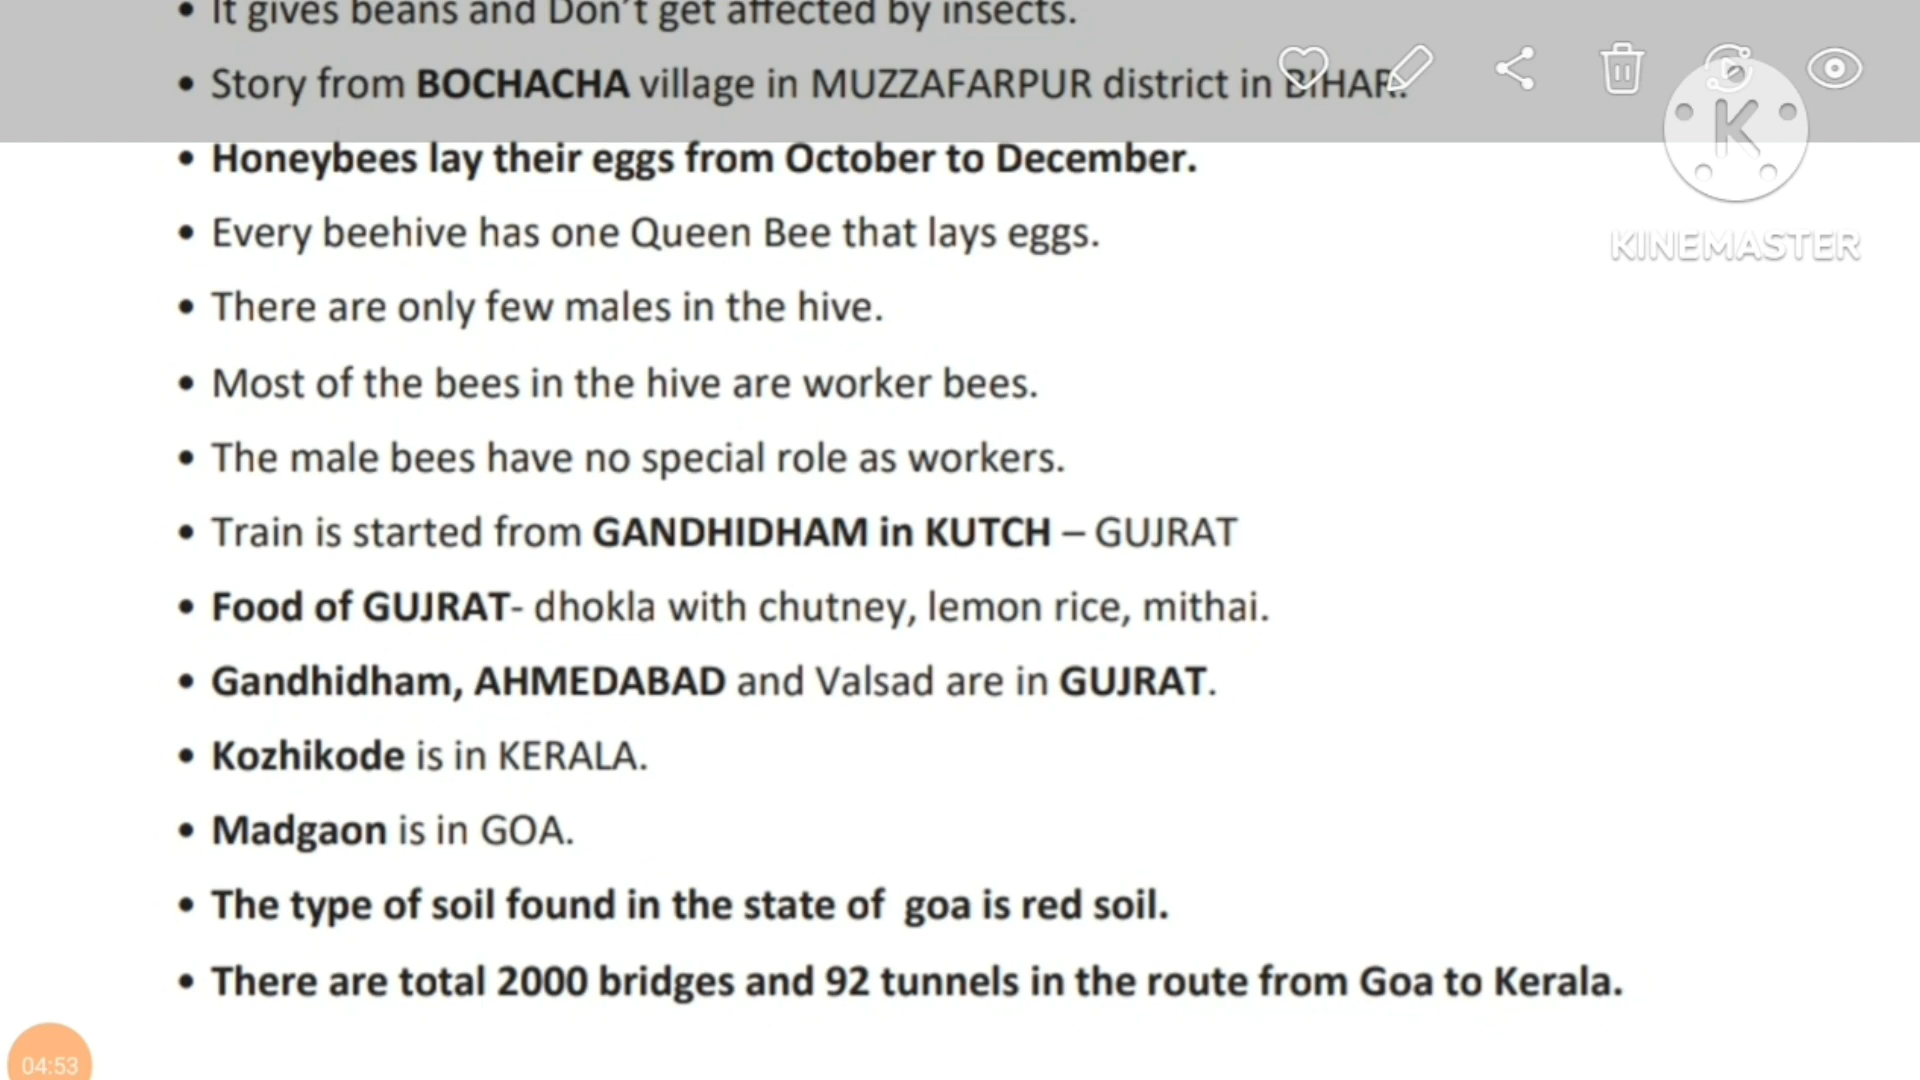 • It gives beans and Don't get affected by insects.
• Story from BOCHACHA village in MUZZAFARPUR district in BIHAR.
• Honeybees lay their eggs from October to December.
K
KINEMASTER
• Every beehive has one Queen Bee that lays eggs.
• There are only few males in the hive.
• Most of the bees in the hive are worker bees.
• The male bees have no special role as workers.
• Train is started from GANDHIDHAM in KUTCH – GUJRAT
• Food of GUJRAT- dhokla with chutney, lemon rice, mithai.
• Gandhidham, AHMEDABAD and Valsad are in GUJRAT.
• Kozhikode is in KERALA.
• Madgaon is in GOA.
• The type of soil found in the state of  goa is red soil.
• There are total 2000 bridges and 92 tunnels in the route from Goa to Kerala.
04:53